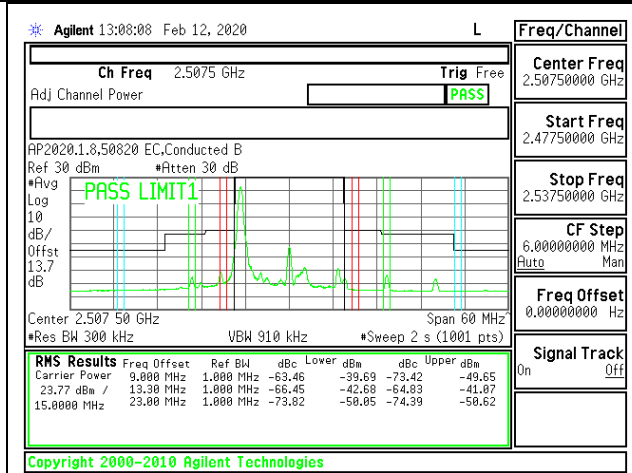 Agilent 13:08:08 Feb 12, 2020 L
Freq/Channel
Ch Freq 2.5075 GHz Trig Free
Adj Channel Power PASS
AP2020.1.8,50820 EC,Conducted B
Ref 30 dBm #Atten 30 dB
#Avg
Log
10
dB/
Offst
13.7
dB
PASS LIMIT1
Center 2.507 50 GHz Span 60 MHz
#Res BW 300 kHz VBW 910 kHz #Sweep 2 s (1001 pts)
RMS Results Freq Offset Ref BW dBc Lower dBm dBc Upper dBm
Carrier Power 9.000 MHz 1.000 MHz -63.46 -39.69 -73.42 -49.65
23.77 dBm / 13.30 MHz 1.000 MHz -66.45 -42.68 -64.83 -41.07
15.0000 MHz 23.00 MHz 1.000 MHz -73.82 -50.05 -74.39 -50.62
Center Freq
2.50750000 GHz
Start Freq
2.47750000 GHz
Stop Freq
2.53750000 GHz
CF Step
6.00000000 MHz
Auto Man
Freq Offset
0.00000000 Hz
Signal Track
On Off
Copyright 2000-2010 Agilent Technologies